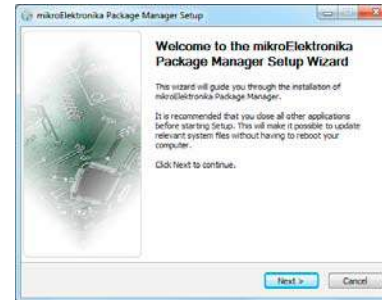 mikroElektronika Package Manager Setup
Welcome to the mikroElektronika
Package Manager Setup Wizard
This wizard will guide you through the installation of
mikroElektronika Package Manager.
It is recommended that you close all other applications
before starting Setup. This will make it possible to update
relevant system files without having to reboot your
computer.
Click Next to continue.
Next >
Cancel